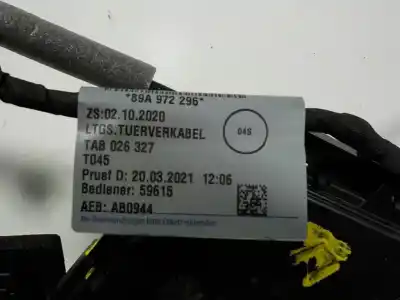 *89A 972 296*
ZS:02.10.2020
LTGS.TUERVERKABEL
04S
TAB 026 327
T045
Pruef D: 20.03.2021 12:06
Bediener: 59615
AEB: AB0944